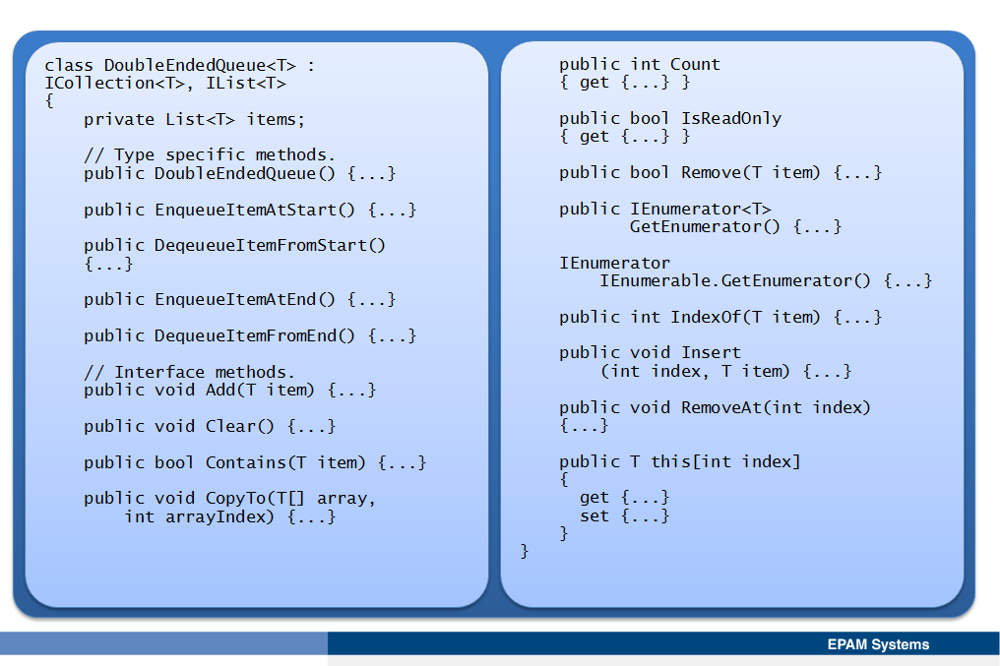 class DoubleEndedQueue<T> :
ICollection<T>, IList<T>
{
    private List<T> items;
    // Type specific methods.
    public DoubleEndedQueue() {...}
    public EnqueueItemAtStart() {...}
    public DeqeueueItemFromStart()
    {...}
    public EnqueueItemAtEnd() {...}
    public DequeueItemFromEnd() {...}
    // Interface methods.
    public void Add(T item) {...}
    public void Clear() {...}
    public bool Contains(T item) {...}
    public void CopyTo(T[] array,
        int arrayIndex) {...}
    public int Count
    { get {...} }
    public bool IsReadOnly
    { get {...} }
    public bool Remove(T item) {...}
    public IEnumerator<T>
           GetEnumerator() {...}
    IEnumerator
        IEnumerable.GetEnumerator() {...}
    public int IndexOf(T item) {...}
    public void Insert
        (int index, T item) {...}
    public void RemoveAt(int index)
    {...}
    public T this[int index]
    {
      get {...}
      set {...}
    }
}
EPAM Systems